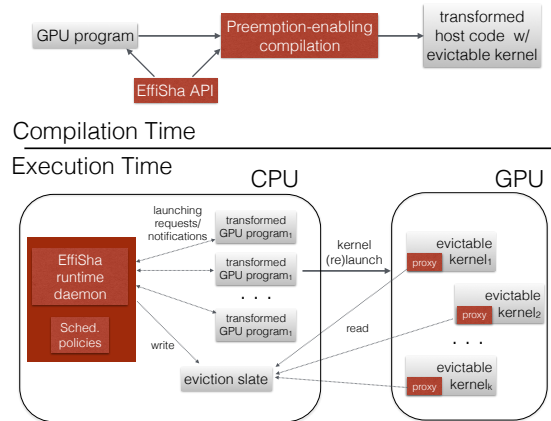 GPU program
Preemption-enabling
compilation
transformed
host code w/
evictable kernel
EffiSha API
Compilation Time
Execution Time
CPU
GPU
launching
requests/
notifications
transformed
GPU program1
transformed
GPU program1
. . .
transformed
GPU program1
EffiSha
runtime
daemon
Sched.
policies
kernel
(re)launch
write
read
eviction slate
evictable
proxy kernel1
evictable
proxy kernel2
. . .
evictable
proxy kernelk